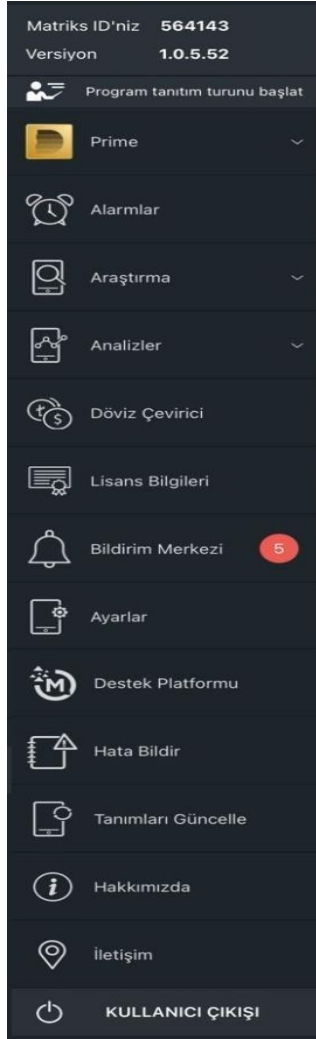 Matriks ID'niz 564143
Versiyon 1.0.5.52
Program tanıtım turunu başlat
Prime
Alarmlar
Araştırma
Analizler
Döviz Çevirici
Lisans Bilgileri
Bildirim Merkezi 5
Ayarlar
Destek Platformu
Hata Bildir
Tanımları Güncelle
Hakkımızda
İletişim
KULLANICI ÇIKIŞI